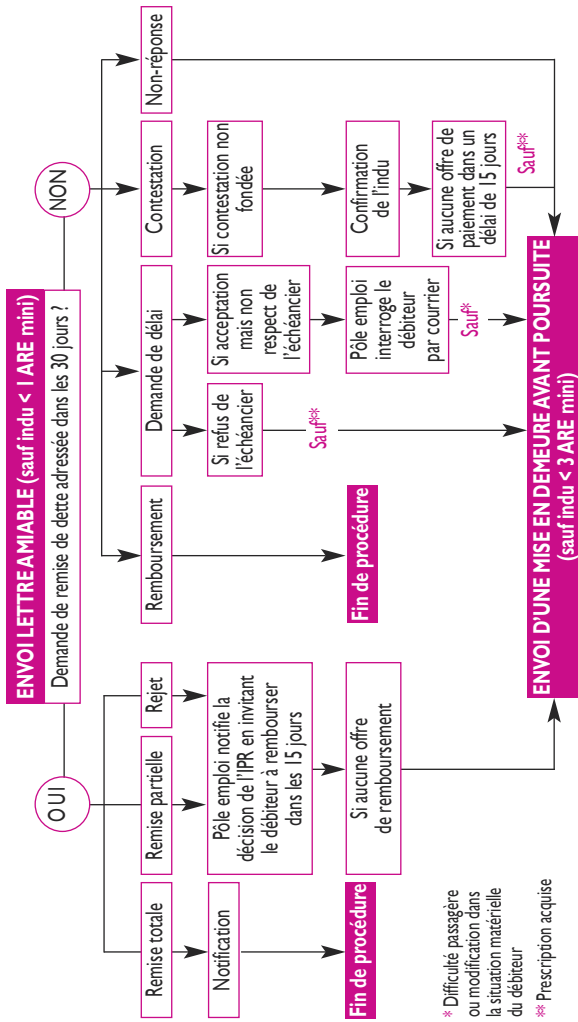 ENVOI LETTRE AMIABLE (sauf indu < 1 ARE mini)
Demande de remise de dette adressée dans les 30 jours ?
OUI
NON
Remise totale
Remise partielle
Rejet
Remboursement
Demande de délai
Contestation
Non-réponse
Notification
Pôle emploi notifie la
décision de l'IPR en invitant
le débiteur à rembourser
dans les 15 jours
Si refus de
l'échéancier
Si acceptation
mais non
respect de
l'échéancier
Si contestation non
fondée
Sauf**
Fin de procédure
Si aucune offre
de remboursement
Fin de procédure
Pôle emploi
interroge le
débiteur
par courrier
Confirmation
de l'indu
Sauf*
Si aucune offre de
paiement dans un
délai de 15 jours
Sauf**
* Difficulté passagère
ou modification dans
la situation matérielle
du débiteur
** Prescription acquise
ENVOI D'UNE MISE EN DEMEURE AVANT POURSUITE
(sauf indu < 3 ARE mini)